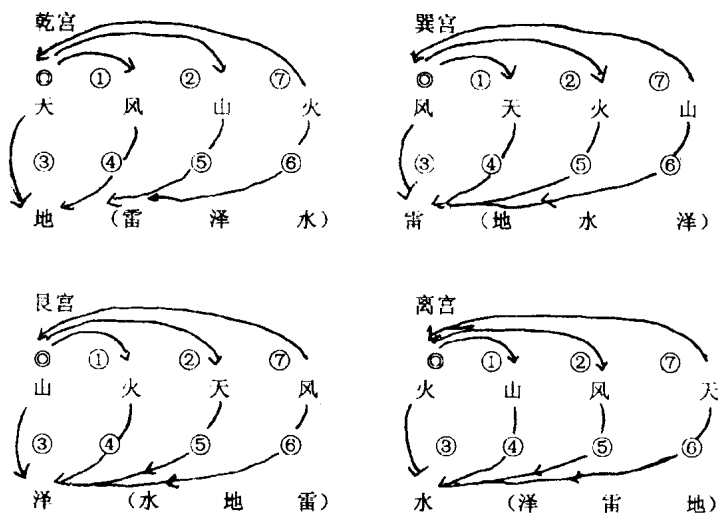 乾宫 巽宫
◎ ① ② ⑦ ◎ ① ② ⑦
天 风 山 火 风 天 火 山
③ ④ ⑤ ⑥ ③ ④ ⑤ ⑥
地 (雷 泽 水) 雷 (地 水 泽)
艮宫 离宫
◎ ① ② ⑦ ◎ ① ② ⑦
山 火 天 风 火 山 风 天
③ ④ ⑤ ⑥ ③ ④ ⑤ ⑥
泽 (水 地 雷) 水 (泽 雷 地)